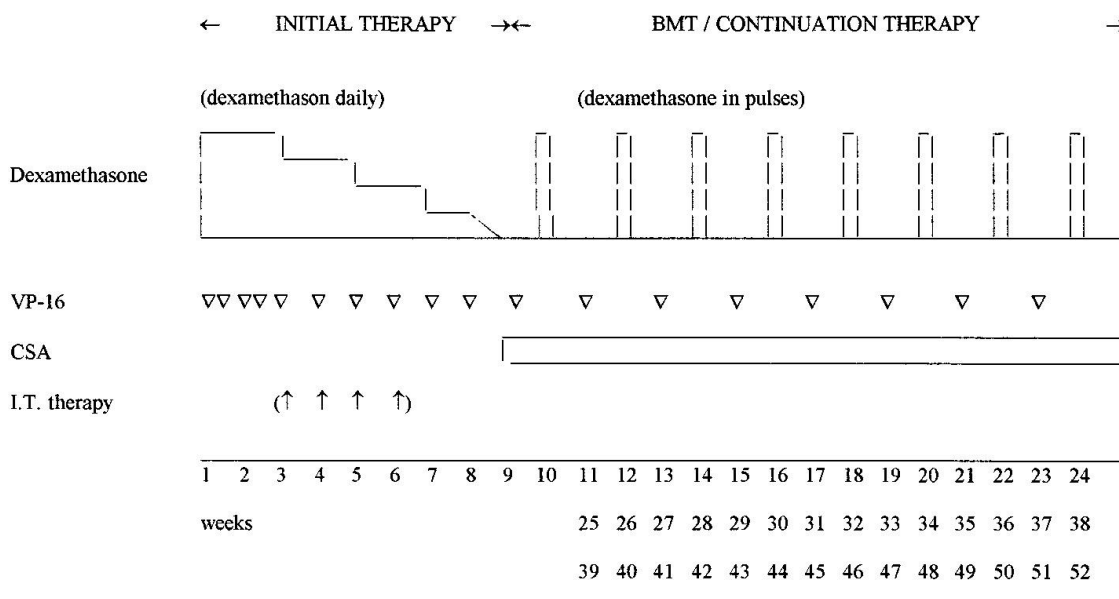 ← INITIAL THERAPY →← BMT / CONTINUATION THERAPY →
(dexamethason daily) (dexamethasone in pulses)
Dexamethasone
VP-16
CSA
I.T. therapy (↑ ↑ ↑ ↑)
1 2 3 4 5 6 7 8 9 10 11 12 13 14 15 16 17 18 19 20 21 22 23 24
weeks 25 26 27 28 29 30 31 32 33 34 35 36 37 38
39 40 41 42 43 44 45 46 47 48 49 50 51 52